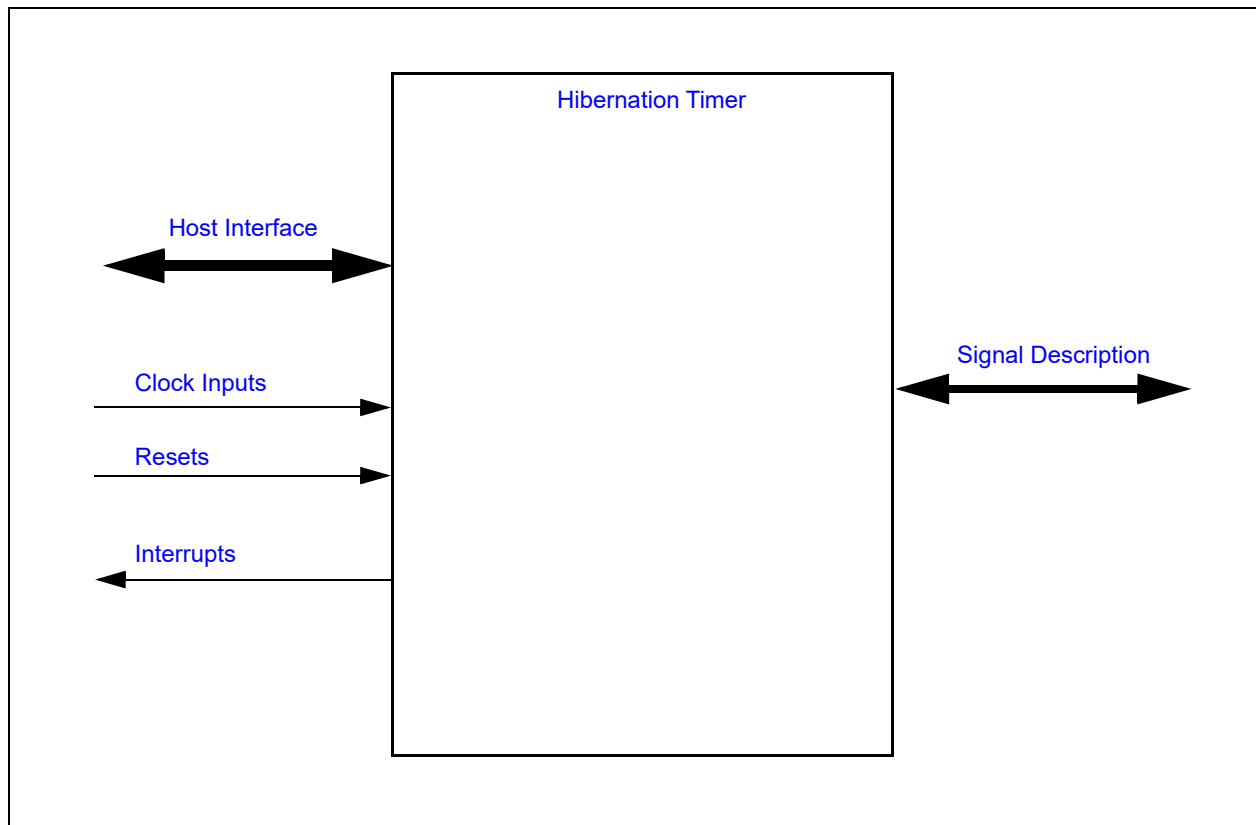 Hibernation Timer
Host Interface
Signal Description
Clock Inputs
Resets
Interrupts